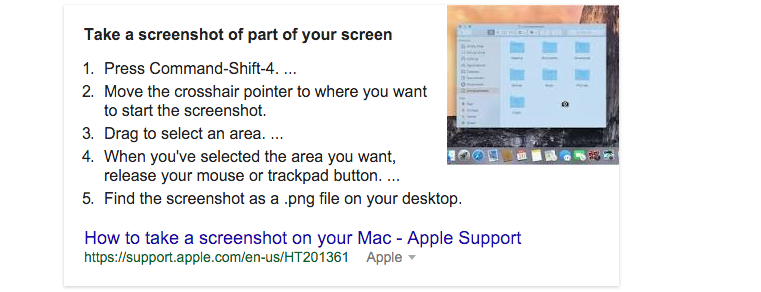 Take a screenshot of part of your screen
1. Press Command-Shift-4. ...
2. Move the crosshair pointer to where you want
to start the screenshot.
3. Drag to select an area. ...
4. When you've selected the area you want,
release your mouse or trackpad button. ...
5. Find the screenshot as a .png file on your desktop.
How to take a screenshot on your Mac - Apple Support
https://support.apple.com/en-us/HT201361 Apple